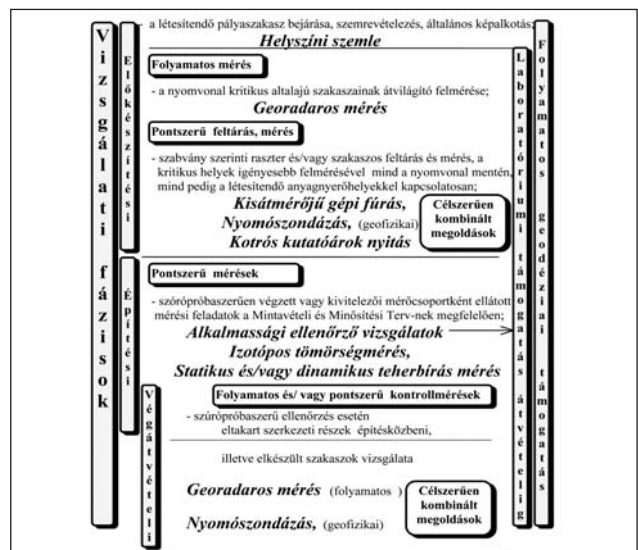 Vizsgálati fázisok
Előkészítési
- a létesítendő pályaszakasz bejárása, szemrevételezés, általános képalkotás;
Helyszíni szemle
Folyamatos mérés
- a nyomvonal kritikus altalajú szakaszainak átvilágító felmérése;
Georadaros mérés
Pontszerű feltárás, mérés
- szabvány szerinti raszter és/vagy szakaszos feltárás és mérés, a
kritikus helyek igényesebb felmérésével mind a nyomvonal mentén,
mind pedig a létesítendő anyagnyerőhelyekkel kapcsolatosan;
Kisátmérőjű gépi fúrás,
Nyomószondázás, (geofizikai)
Kotrós kutatóárok nyitás
Célszerűen
kombinált
megoldások
Építési
Pontszerű mérések
- szórópróbaszerűen végzett vagy kivitelezői mérőcsoportként ellátott
mérési feladatok a Mintavételi és Minősítési Terv-nek megfelelően;
Alkalmassági ellenőrző vizsgálatok
Izotópos tömörségmérés,
Statikus és/vagy dinamikus teherbírás mérés
Végátvételi
Folyamatos és/ vagy pontszerű kontrollmérések
- szúrópróbaszerű ellenőrzés esetén
eltakart szerkezeti részek építésközbeni,
illetve elkészült szakaszok vizsgálata
Georadaros mérés (folyamatos )
Nyomószondázás, (geofizikai)
Célszerűen
kombinált
megoldások
Laboratóriumi támogatás átvételig
Folyamatos geodéziai támogatás